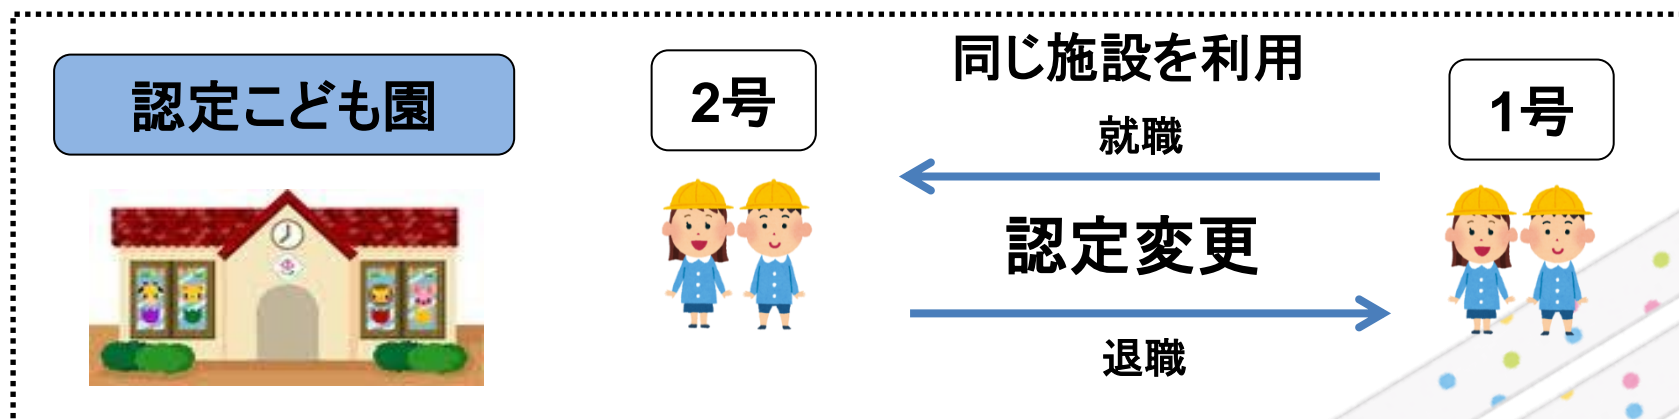 認定こども園
2号
同じ施設を利用
就職
認定変更
退職
1号